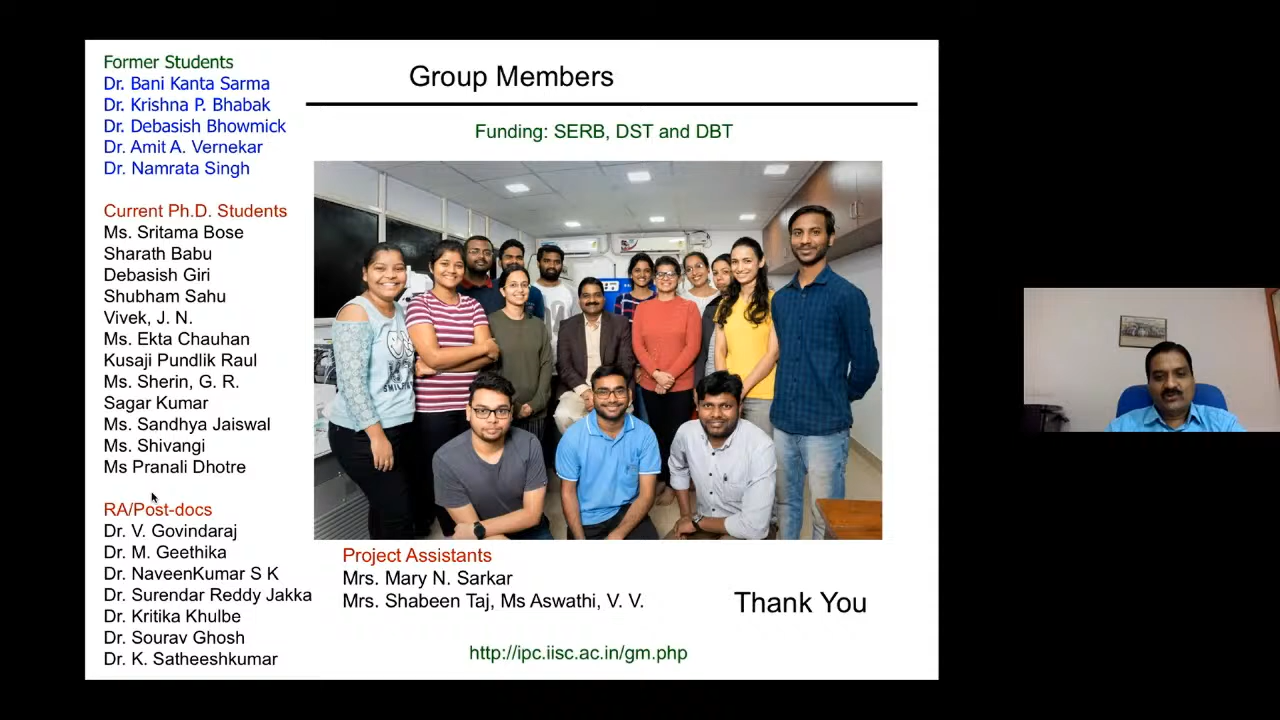 Former Students
Dr. Bani Kanta Sarma
Dr. Krishna P. Bhabak
Dr. Debasish Bhowmick
Dr. Amit A. Vernekar
Dr. Namrata Singh
Current Ph.D. Students
Ms. Sritama Bose
Sharath Babu
Debasish Giri
Shubham Sahu
Vivek, J. N.
Ms. Ekta Chauhan
Kusaji Pundlik Raul
Ms. Sherin, G. R.
Sagar Kumar
Ms. Sandhya Jaiswal
Ms. Shivangi
Ms Pranali Dhotre
RA/Post-docs
Dr. V. Govindaraj
Dr. M. Geethika
Dr. NaveenKumar S K
Dr. Surendar Reddy Jakka
Dr. Kritika Khulbe
Dr. Sourav Ghosh
Dr. K. Satheeshkumar
Group Members
Funding: SERB, DST and DBT
Project Assistants
Mrs. Mary N. Sarkar
Mrs. Shabeen Taj, Ms Aswathi, V. V.
Thank You
http://ipc.iisc.ac.in/gm.php